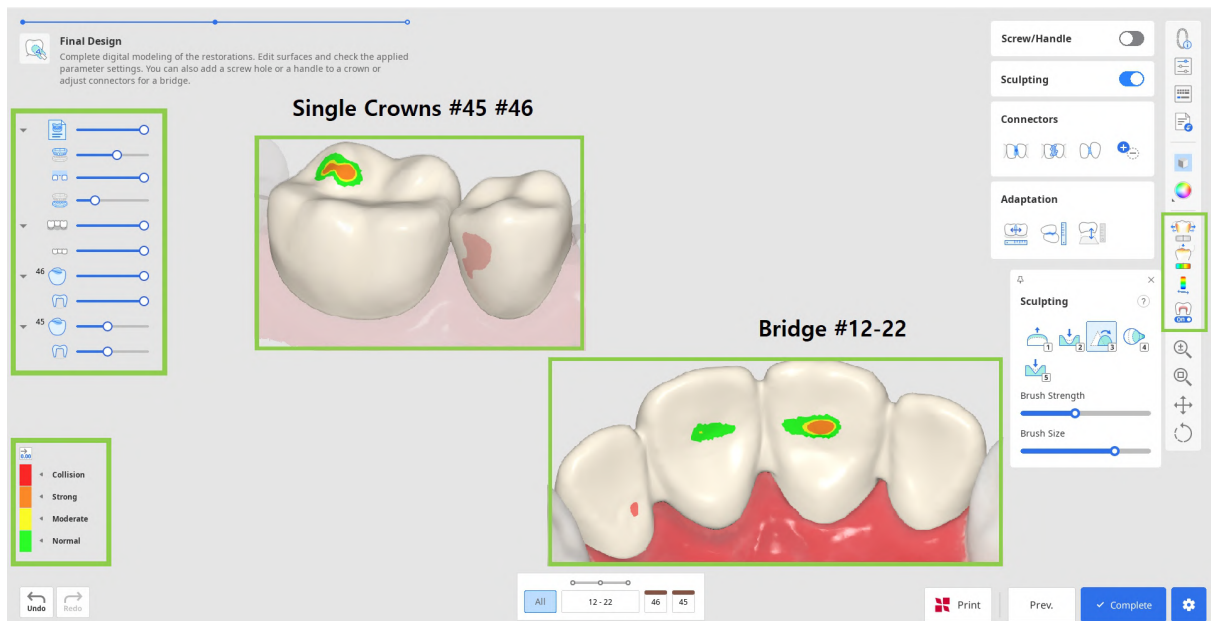 Final Design
Complete digital modeling of the restorations. Edit surfaces and check the applied
parameter settings. You can also add a screw hole or a handle to a crown or
adjust connectors for a bridge.
Single Crowns #45 #46
46
45
Bridge #12-22
0.00
Collision
Strong
Moderate
Normal
Screw/Handle
Sculpting
Connectors
Adaptation
Sculpting
?
1
2
3
4
5
Brush Strength
Brush Size
On
Undo
Redo
All
12 - 22
46
45
Print
Prev.
Complete